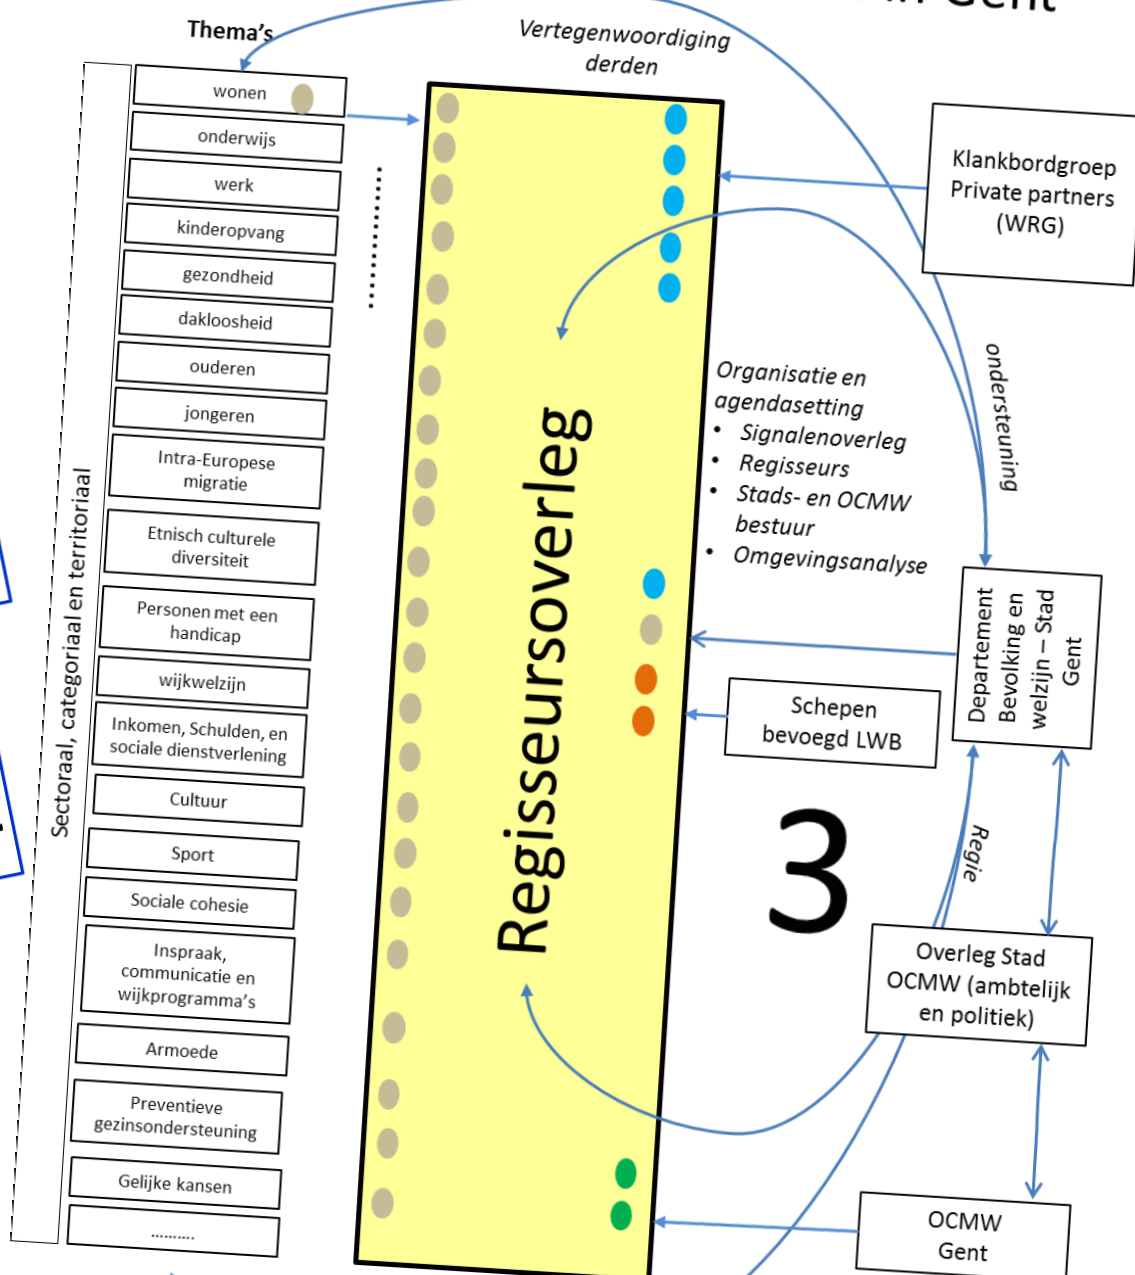 in Gent
Thema's
Vertegenwoordiging
derden
Sectoraal, categoriaal en territoriaal
wonen
onderwijs
werk
kinderopvang
gezondheid
dakloosheid
ouderen
jongeren
Intra-Europese
migratie
Etnisch culturele
diversiteit
Personen met een
handicap
wijkwelzijn
Inkomen, Schulden, en
sociale dienstverlening
Cultuur
Sport
Sociale cohesie
Inspraak,
communicatie en
wijkprogramma's
Armoede
Preventieve
gezinsondersteuning
Gelijke kansen
..........
Regisseursoverleg
Klankbordgroep
Private partners
(WRG)
ondersteuning
Organisatie en
agendasetting
• Signalenoverleg
• Regisseurs
• Stads- en OCMW
bestuur
• Omgevingsanalyse
Departement
Bevolking en
welzijn – Stad
Gent
Schepen
bevoegd LWB
3
Regie
Overleg Stad
OCMW (ambtelijk
en politiek)
OCMW
Gent